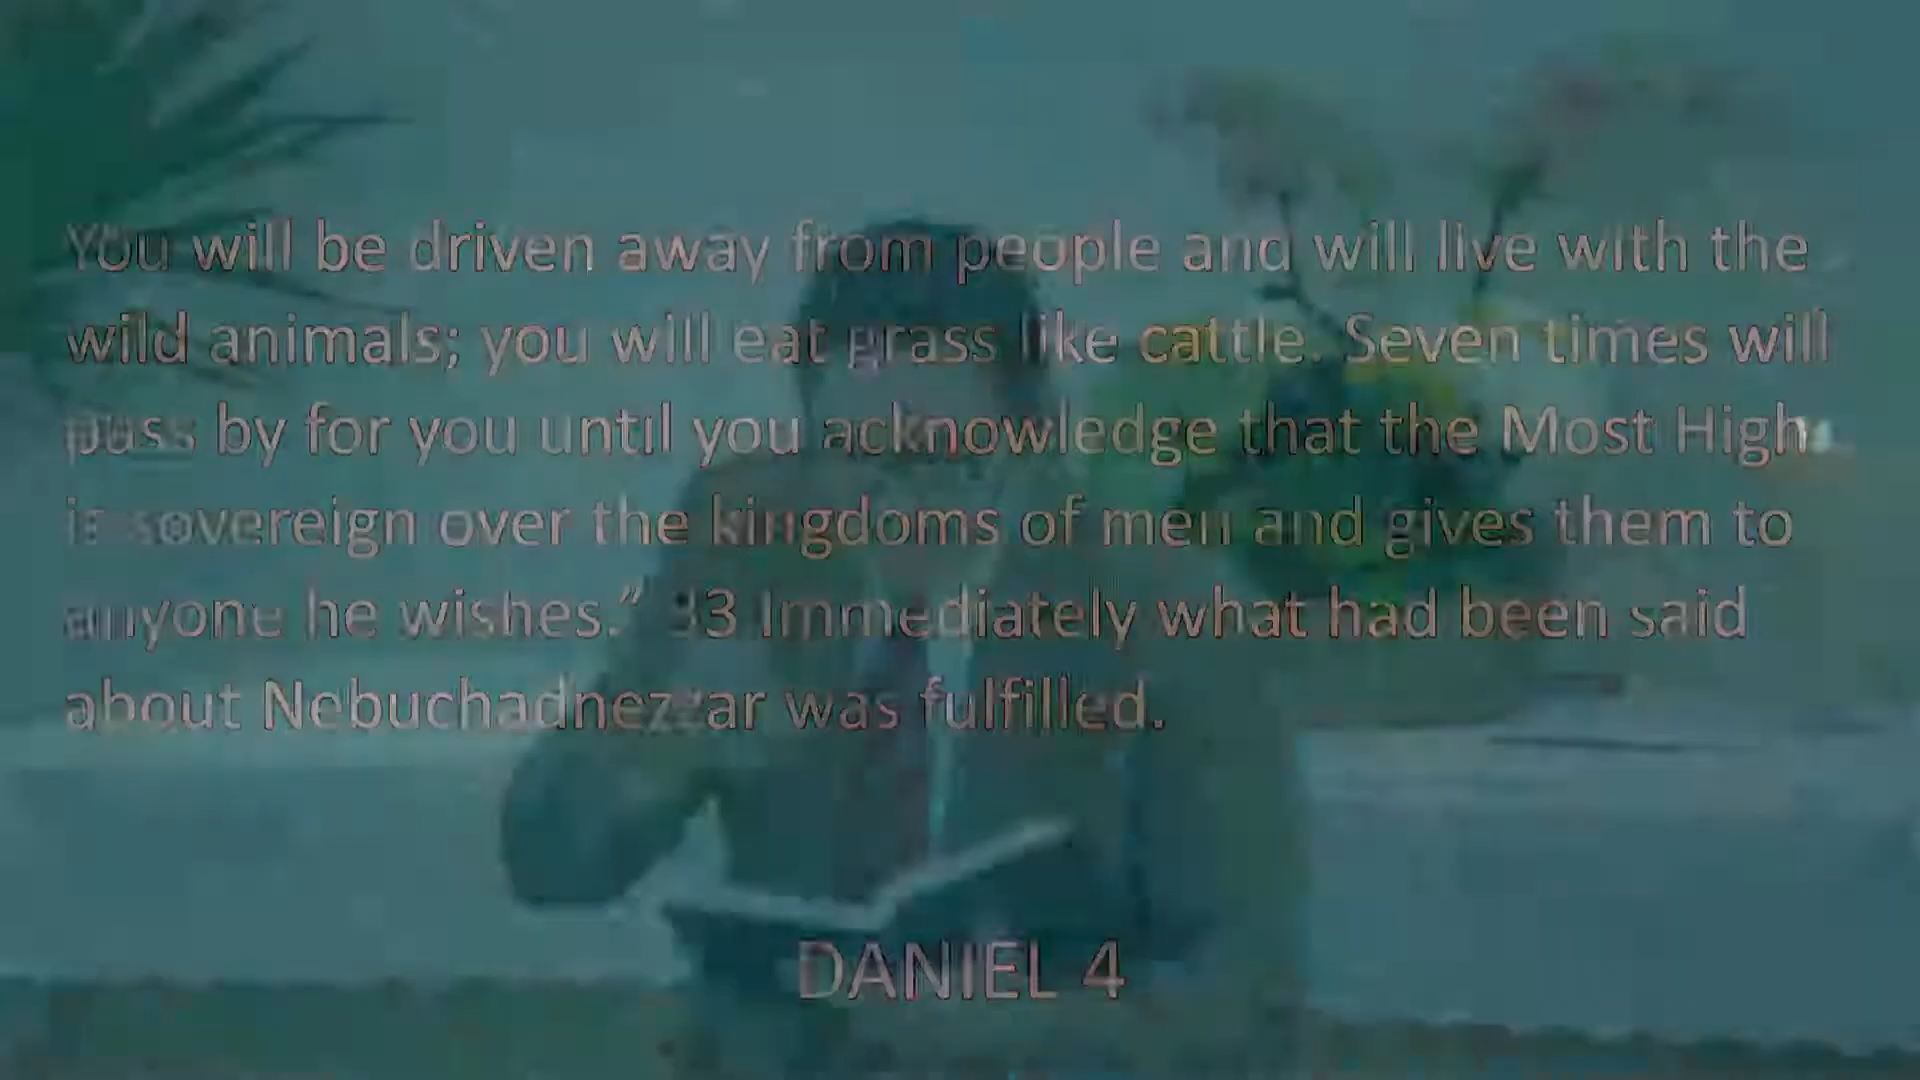 You will be driven away from people and will live with the
wild animals; you will eat grass like cattle. Seven times will
pass by for you until you acknowledge that the Most High
is sovereign over the kingdoms of men and gives them to
anyone he wishes.” 33 Immediately what had been said
about Nebuchadnezzar was fulfilled.
DANIEL 4